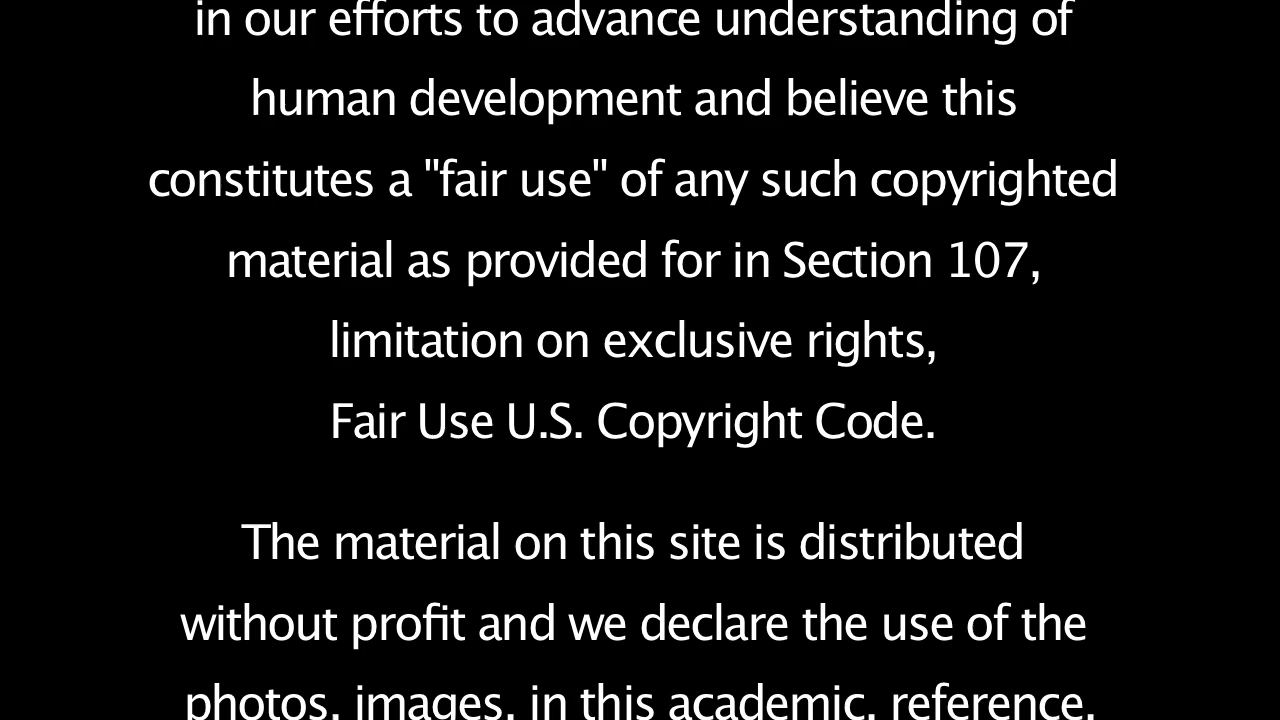 in our efforts to advance understanding of
human development and believe this
constitutes a "fair use" of any such copyrighted
material as provided for in Section 107,
limitation on exclusive rights,
Fair Use U.S. Copyright Code.
The material on this site is distributed
without profit and we declare the use of the
photos, images, in this academic, reference,